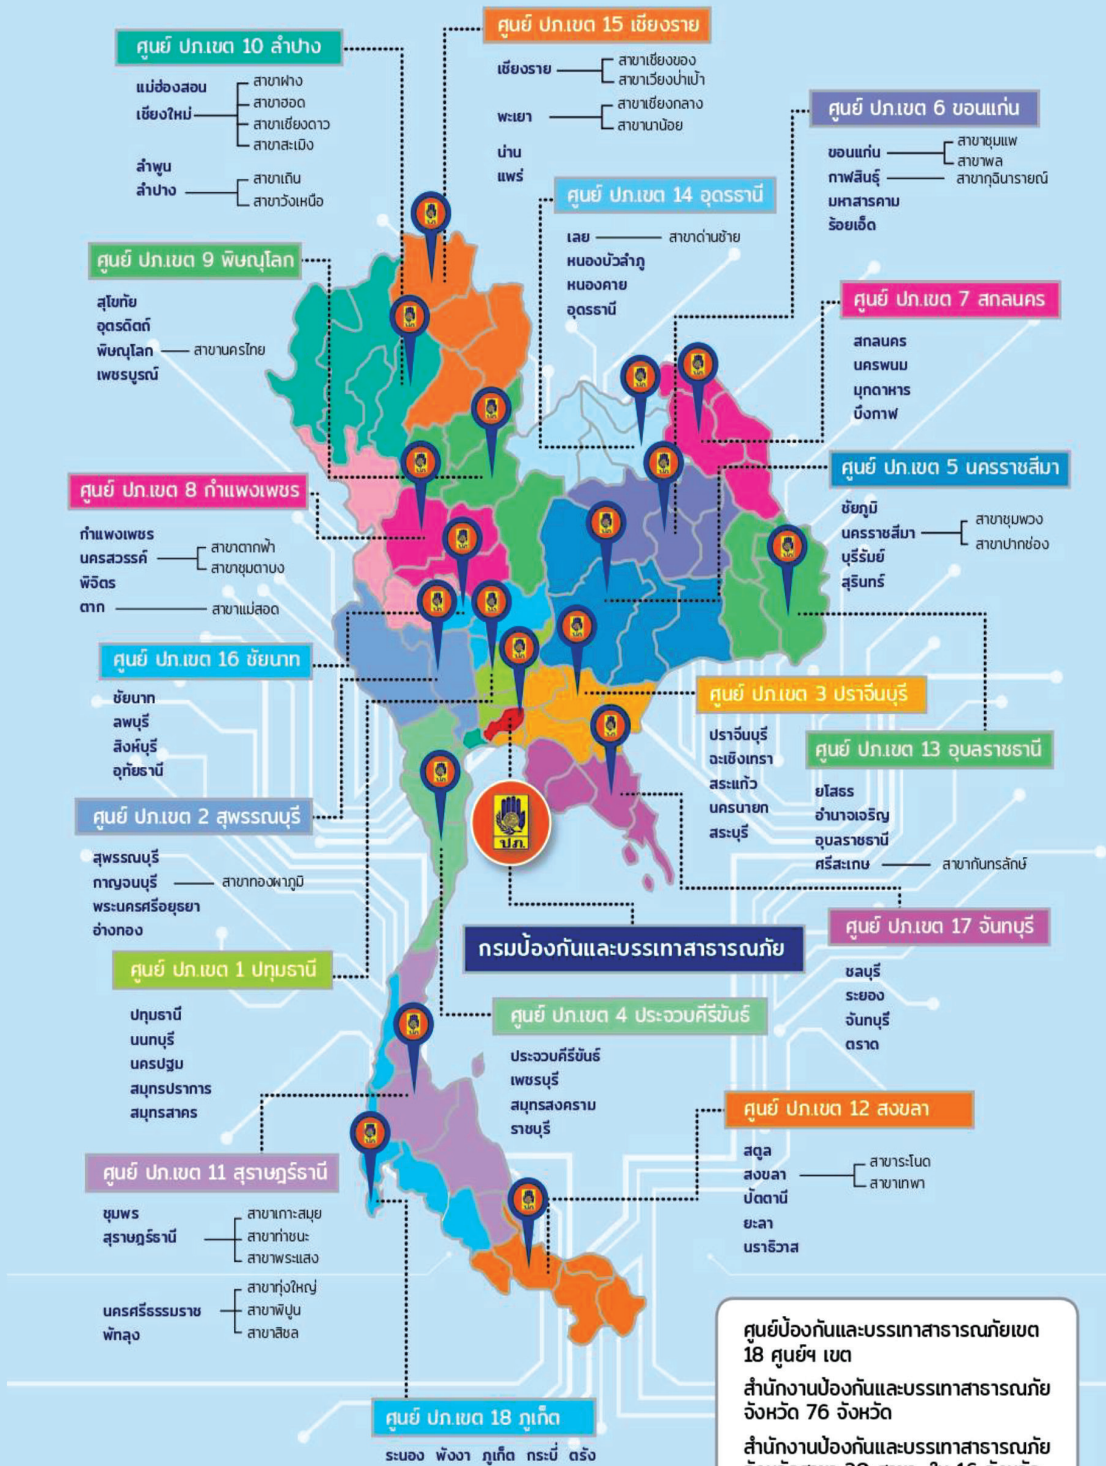 ศูนย์ ปภ.เขต 15 เชียงราย
เชียงราย
สาขาเชียงของ
สาขาเวียงป่าเป้า
พะเยา
สาขาเชียงกลาง
สาขานาน้อย
น่าน
แพร่
ศูนย์ ปภ.เขต 10 ลำปาง
แม่ฮ่องสอน
เชียงใหม่
สาขาฝาง
สาขาฮอด
สาขาเชียงดาว
สาขาสะเมิง
ลำพูน
ลำปาง
สาขาเถิน
สาขาวังเหนือ
ศูนย์ ปภ.เขต 6 ขอนแก่น
ขอนแก่น
สาขาชุมแพ
สาขาพล
กาฬสินธุ์
สาขากุฉินารายณ์
มหาสารคาม
ร้อยเอ็ด
ศูนย์ ปภ.เขต 14 อุดรธานี
เลย
สาขาด่านซ้าย
หนองบัวลำภู
หนองคาย
อุดรธานี
ศูนย์ ปภ.เขต 9 พิษณุโลก
สุโขทัย
อุตรดิตถ์
พิษณุโลก
สาขานครไทย
เพชรบูรณ์
ศูนย์ ปภ.เขต 7 สกลนคร
สกลนคร
นครพนม
มุกดาหาร
บึงกาฬ
ศูนย์ ปภ.เขต 5 นครราชสีมา
ชัยภูมิ
นครราชสีมา
สาขาชุมพวง
สาขาปากช่อง
บุรีรัมย์
สุรินทร์
ศูนย์ ปภ.เขต 8 กำแพงเพชร
กำแพงเพชร
นครสวรรค์
สาขาตากฟ้า
สาขาชุมตาบง
พิจิตร
ตาก
สาขาแม่สอด
ศูนย์ ปภ.เขต 16 ชัยนาท
ชัยนาท
ลพบุรี
สิงห์บุรี
อุทัยธานี
ศูนย์ ปภ.เขต 3 ปราจีนบุรี
ปราจีนบุรี
ฉะเชิงเทรา
สระแก้ว
นครนายก
สระบุรี
ศูนย์ ปภ.เขต 13 อุบลราชธานี
ยโสธร
อำนาจเจริญ
อุบลราชธานี
ศรีสะเกษ
สาขากันทรลักษ์
ศูนย์ ปภ.เขต 2 สุพรรณบุรี
สุพรรณบุรี
กาญจนบุรี
สาขาทองผาภูมิ
พระนครศรีอยุธยา
อ่างทอง
ปภ.
กรมป้องกันและบรรเทาสาธารณภัย
ศูนย์ ปภ.เขต 17 จันทบุรี
ชลบุรี
ระยอง
จันทบุรี
ตราด
ศูนย์ ปภ.เขต 1 ปทุมธานี
ปทุมธานี
นนทบุรี
นครปฐม
สมุทรปราการ
สมุทรสาคร
ศูนย์ ปภ.เขต 4 ประจวบคีรีขันธ์
ประจวบคีรีขันธ์
เพชรบุรี
สมุทรสงคราม
ราชบุรี
ศูนย์ ปภ.เขต 12 สงขลา
สตูล
สงขลา
สาขาระโนด
สาขาเทพา
ปัตตานี
ยะลา
นราธิวาส
ศูนย์ ปภ.เขต 11 สุราษฎร์ธานี
ชุมพร
สุราษฎร์ธานี
สาขาเกาะสมุย
สาขาท่าชนะ
สาขาพระแสง
นครศรีธรรมราช
สาขาทุ่งใหญ่
สาขาพิปูน
สาขาสิชล
พัทลุง
ศูนย์ ปภ.เขต 18 ภูเก็ต
ระนอง พังงา ภูเก็ต กระบี่ ตรัง
ศูนย์ป้องกันและบรรเทาสาธารณภัยเขต
18 ศูนย์ฯ เขต
สำนักงานป้องกันและบรรเทาสาธารณภัย
จังหวัด 76 จังหวัด
สำนักงานป้องกันและบรรเทาสาธารณภัย